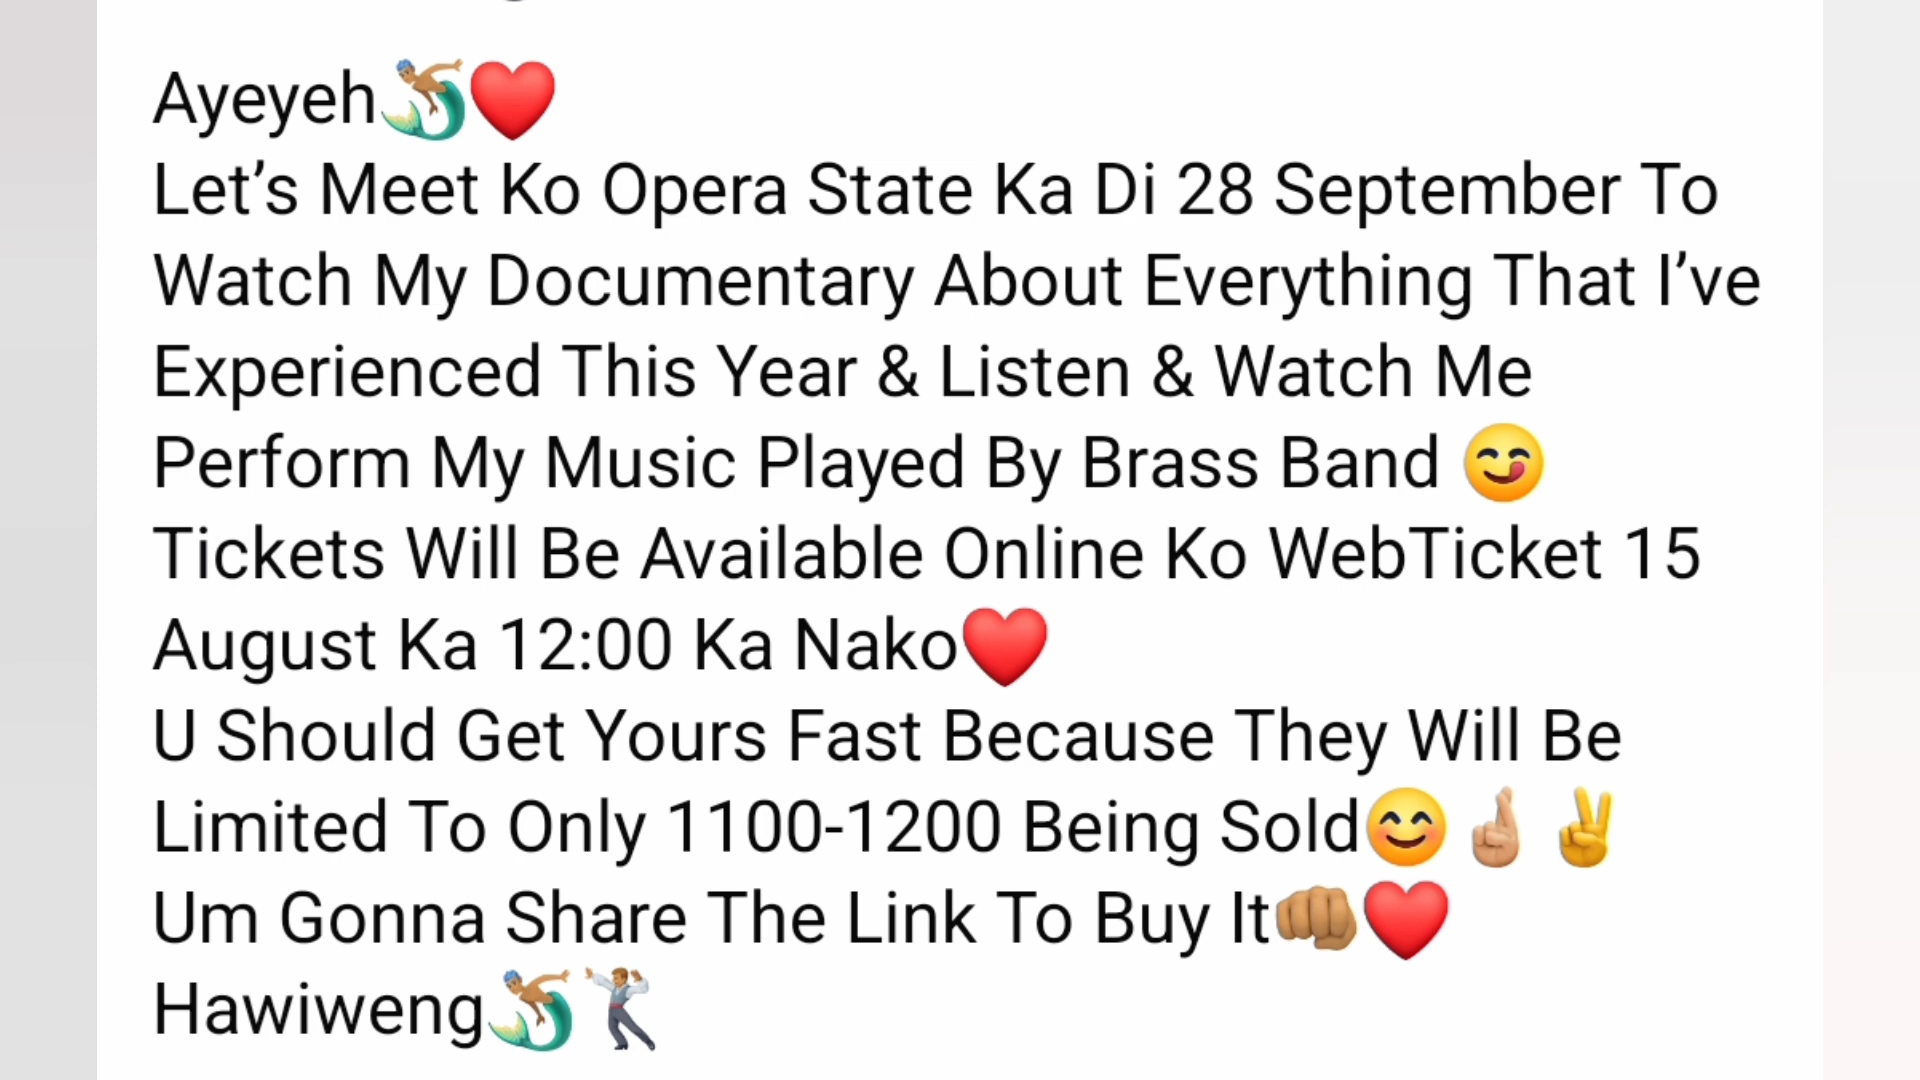 Ayeyeh🧜🏽‍♂️❤️
Let’s Meet Ko Opera State Ka Di 28 September To
Watch My Documentary About Everything That I’ve
Experienced This Year & Listen & Watch Me
Perform My Music Played By Brass Band 😋
Tickets Will Be Available Online Ko WebTicket 15
August Ka 12:00 Ka Nako❤️
U Should Get Yours Fast Because They Will Be
Limited To Only 1100-1200 Being Sold😊🤞🏼✌️
Um Gonna Share The Link To Buy It👊🏽❤️
Hawiweng🧜🏽‍♂️🕺🏽